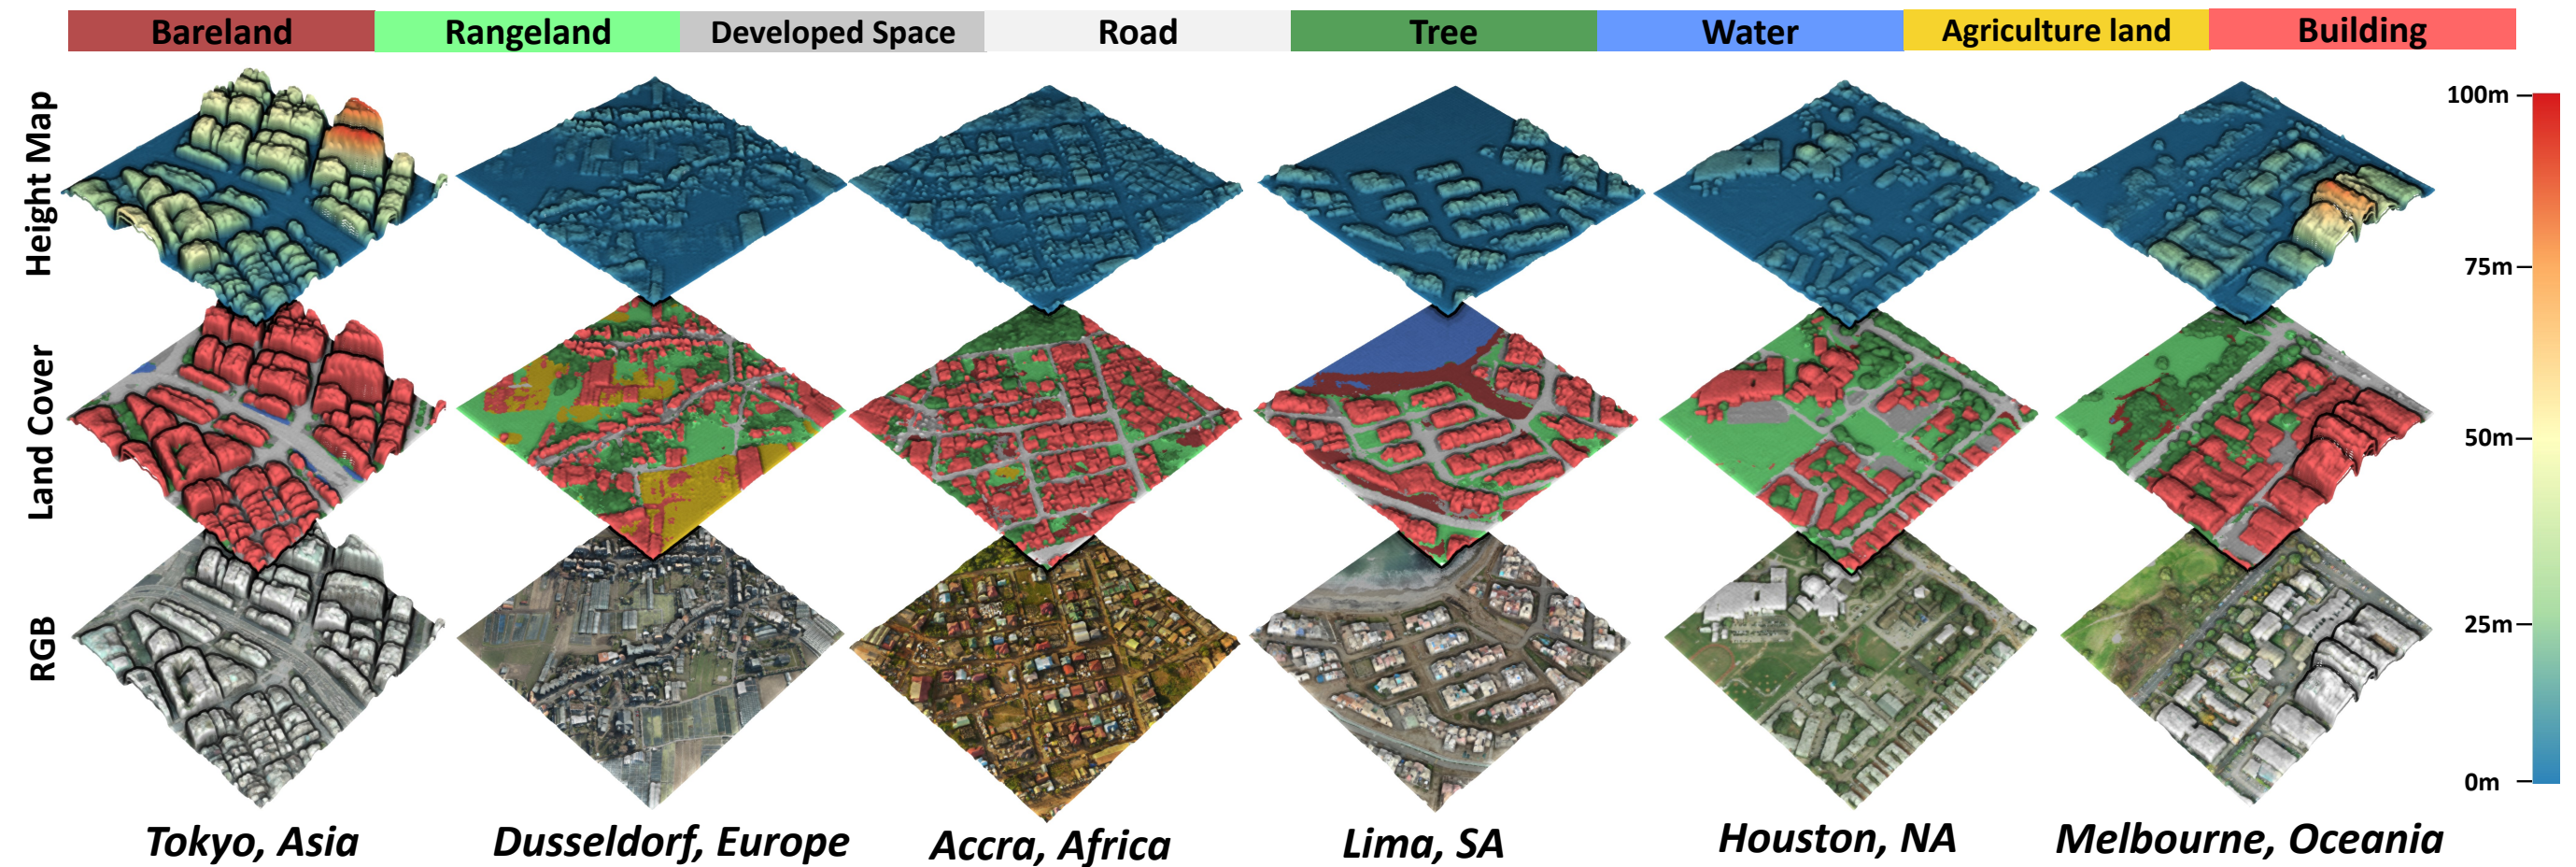 Bareland
Rangeland
Developed Space
Road
Tree
Water
Agriculture land
Building
Height Map
Land Cover
RGB
100m
75m
50m
25m
0m
Tokyo, Asia
Dusseldorf, Europe
Accra, Africa
Lima, SA
Houston, NA
Melbourne, Oceania